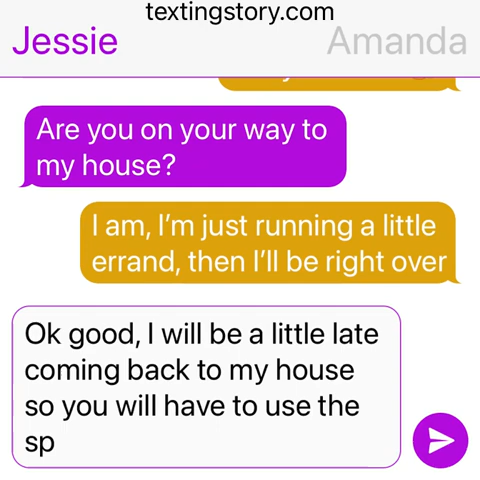 textingstory.com
Jessie
Amanda
Are you on your way to
my house?
I am, I’m just running a little
errand, then I’ll be right over
Ok good, I will be a little late
coming back to my house
so you will have to use the
sp